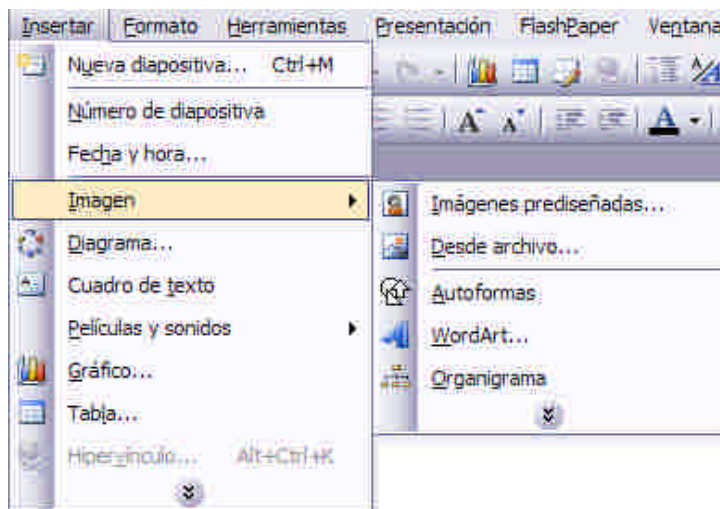 Insertar Formato Herramientas Presentación FlashPaper Ventana
Nueva diapositiva... Ctrl+M
Número de diapositiva
Fecha y hora...
Imagen
Diagrama...
Cuadro de texto
Películas y sonidos
Gráfico...
Tabla...
Hipervínculo... Alt+Ctrl+K
Imágenes prediseñadas...
Desde archivo...
Autoformas
WordArt...
Organigrama